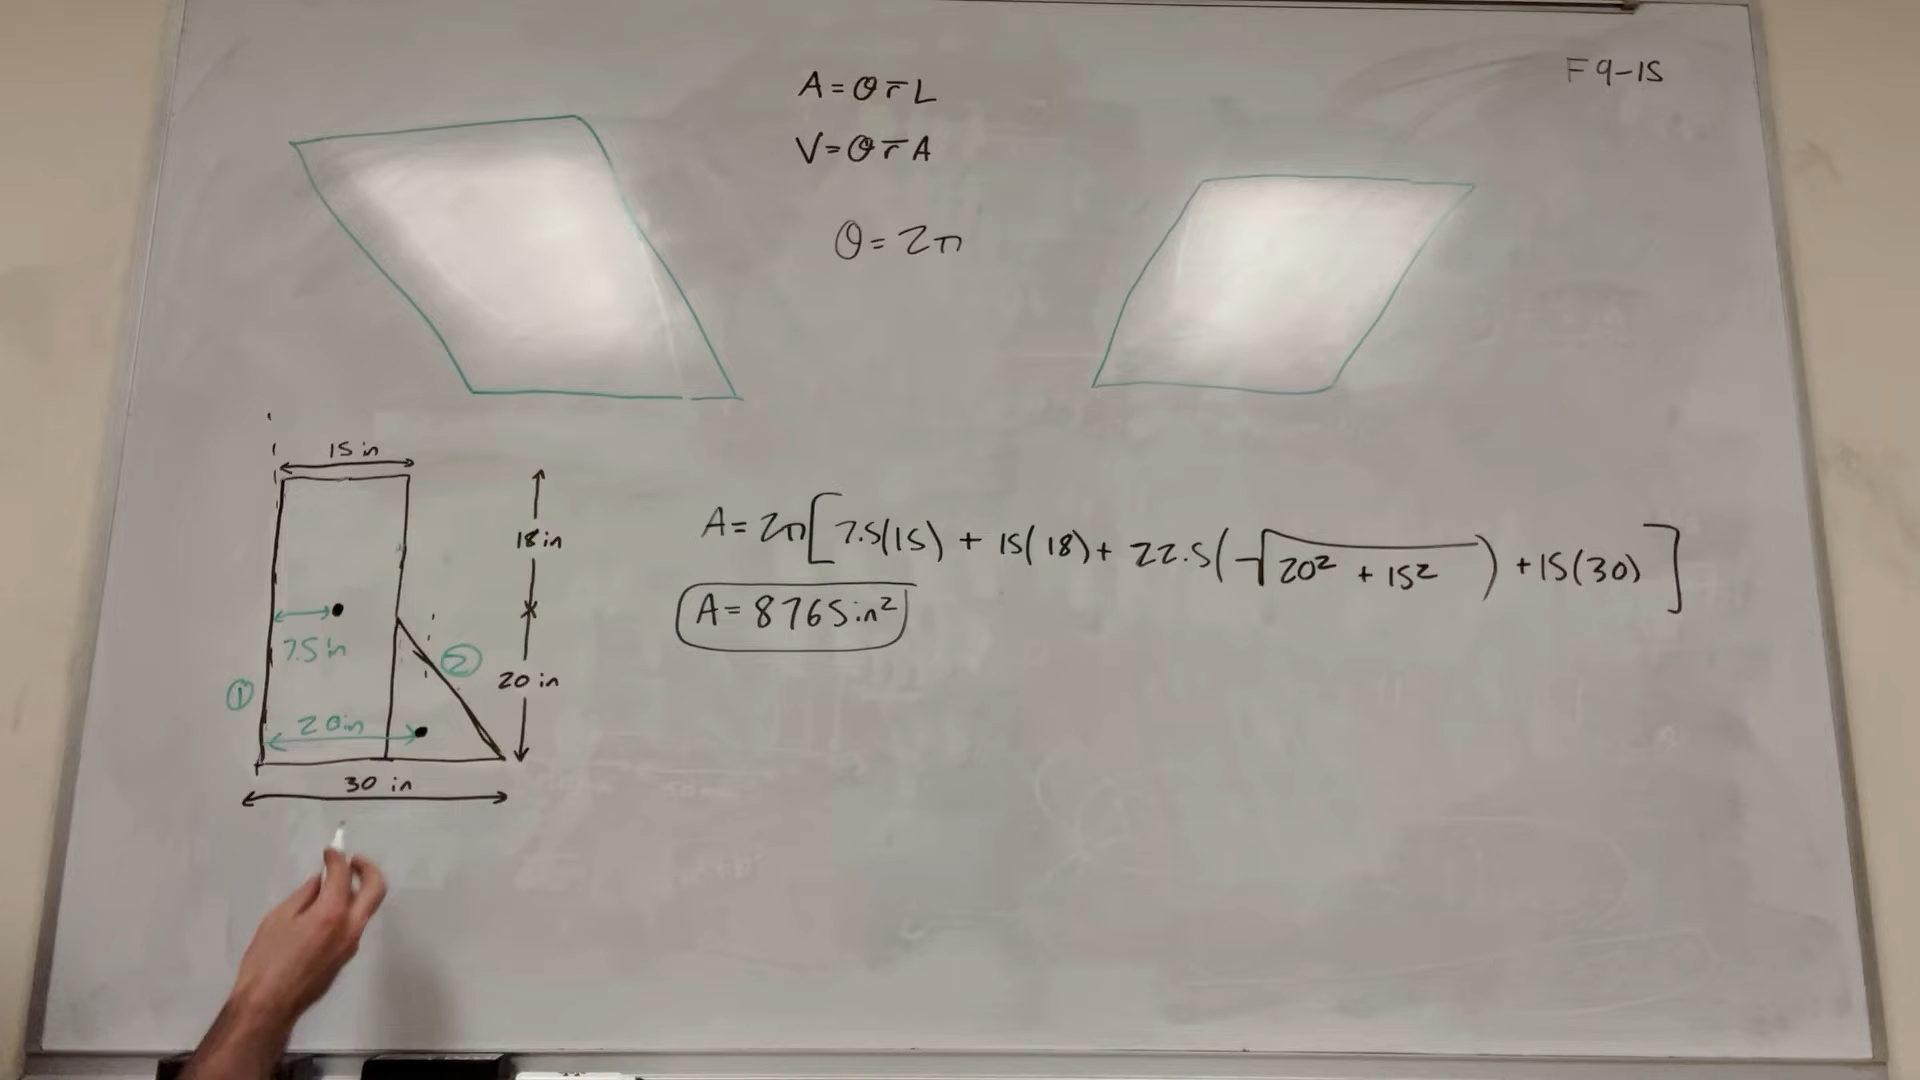 F9-15
A = θ r̄ L
V = θ r̄ A
θ = 2π
15 in
18 in
7.5 in
②
①
20 in
20 in
30 in
A = 2π[7.5(15) + 15(18) + 22.5(√20² + 15²) + 15(30)]
A = 8765 in²